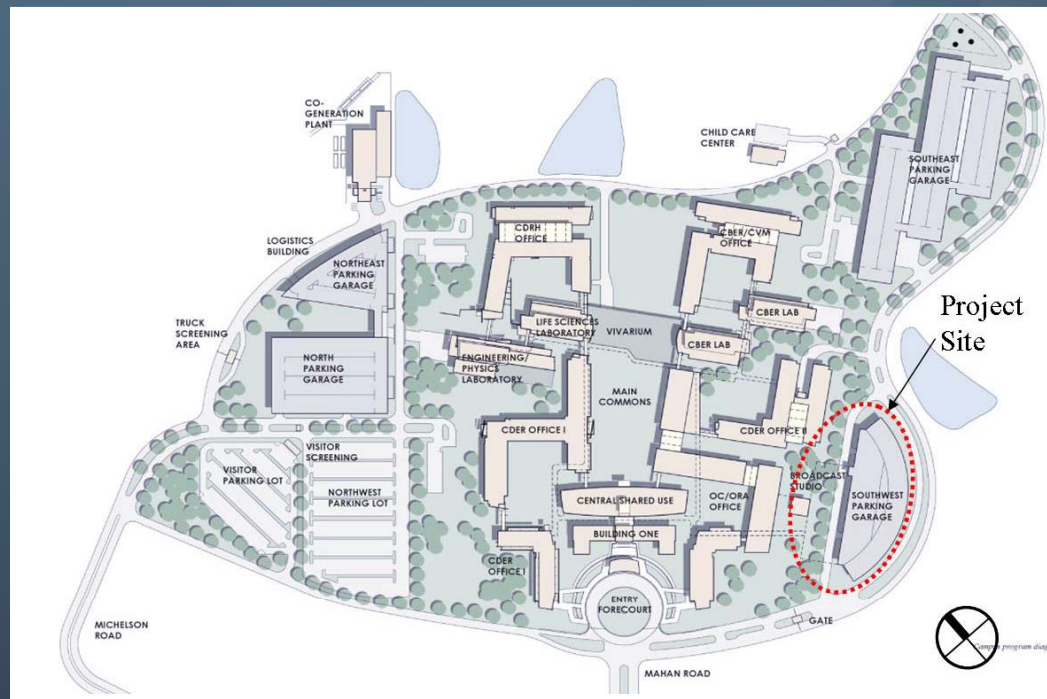 CO-
GENERATION
PLANT
CHILD CARE
CENTER
SOUTHEAST
PARKING
GARAGE
LOGISTICS
BUILDING
NORTHEAST
PARKING
GARAGE
CDRH
OFFICE
CBER/CVM
OFFICE
TRUCK
SCREENING
AREA
LIFE SCIENCES
LABORATORY
VIVARIUM
CBER LAB
CBER LAB
Project
Site
NORTH
PARKING
GARAGE
ENGINEERING/
PHYSICS
LABORATORY
MAIN
COMMONS
CDER OFFICE I
CDER OFFICE II
VISITOR
SCREENING
VISITOR
PARKING LOT
NORTHWEST
PARKING LOT
BROADCAST
STUDIO
SOUTHWEST
PARKING
GARAGE
CENTRAL SHARED USE
OC/ORA
OFFICE
BUILDING ONE
CDER
OFFICE I
ENTRY
FORECOURT
GATE
MICHELSON
ROAD
MAHAN ROAD
program